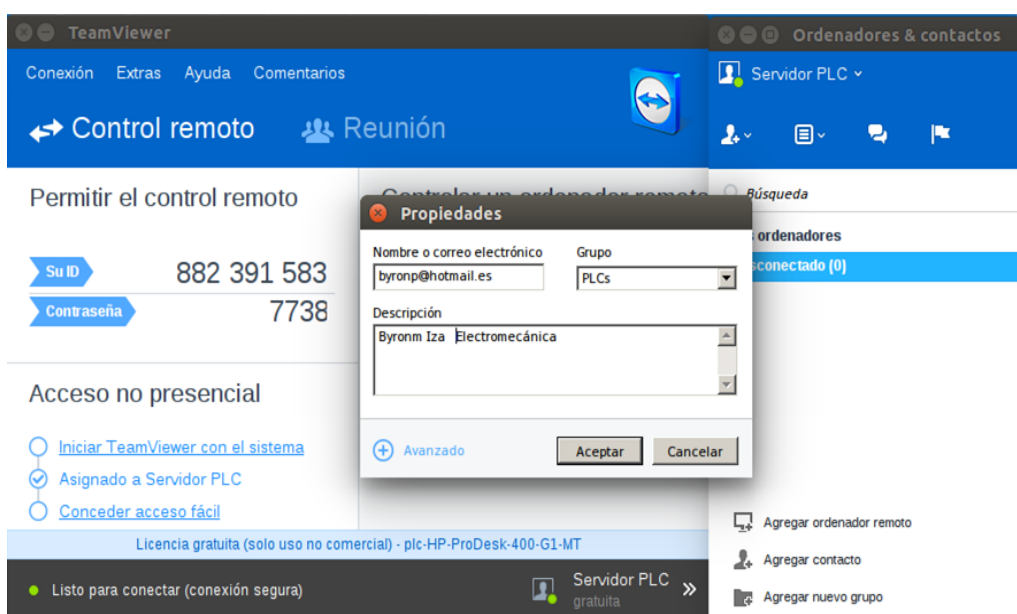 TeamViewer
Conexión Extras Ayuda Comentarios
Control remoto Reunión
Permitir el control remoto
Su ID 882 391 583
Contraseña 7738
Acceso no presencial
Iniciar TeamViewer con el sistema
Asignado a Servidor PLC
Conceder acceso fácil
Controlar un ordenador remoto
Propiedades
Nombre o correo electrónico Grupo
byronp@hotmail.es PLCs
Descripción
Byronm Iza Electromecánica
Avanzado Aceptar Cancelar
Licencia gratuita (solo uso no comercial) - plc-HP-ProDesk-400-G1-MT
Listo para conectar (conexión segura) Servidor PLC
gratuita
Ordenadores & contactos
Servidor PLC
Búsqueda
ordenadores
sconectado (0)
Agregar ordenador remoto
Agregar contacto
Agregar nuevo grupo